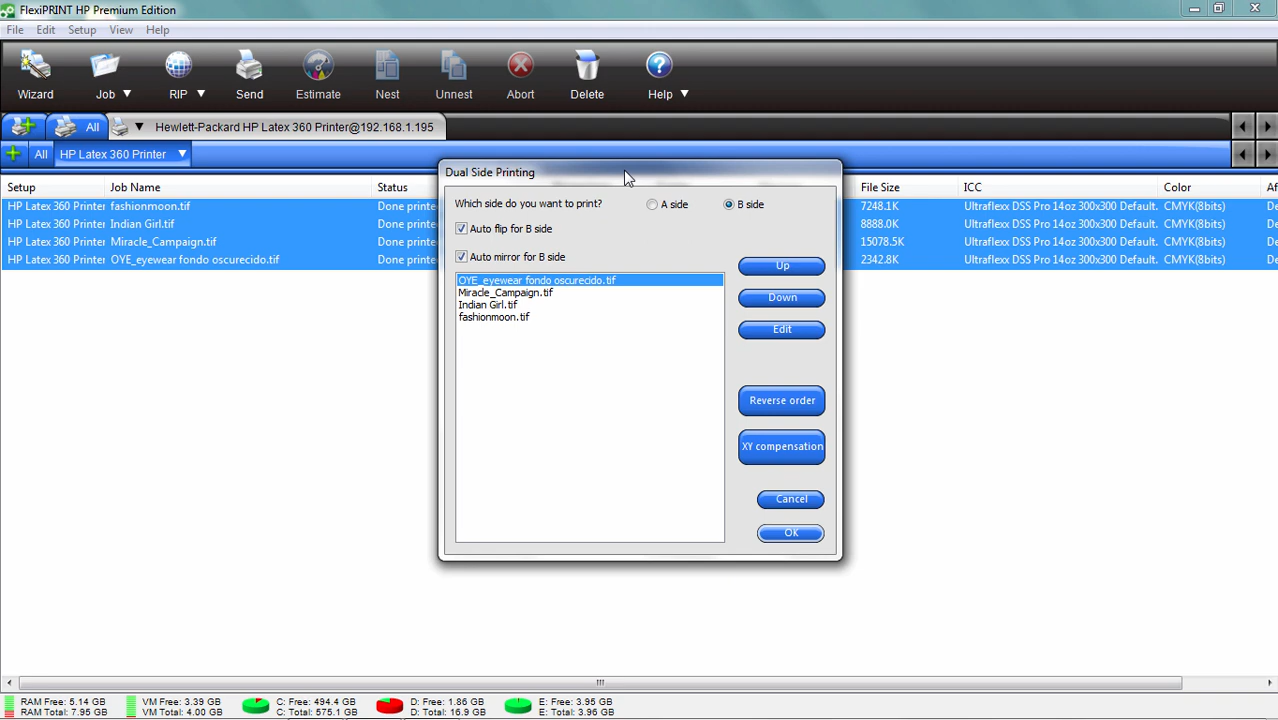 FlexiPRINT HP Premium Edition
File Edit Setup View Help
Wizard Job RIP Send Estimate Nest Unnest Abort Delete Help
All Hewlett-Packard HP Latex 360 Printer@192.168.1.195
All HP Latex 360 Printer
Setup Job Name Status File Size ICC Color Af
HP Latex 360 Printer fashionmoon.tif Done print 7248.1K Ultraflexx DSS Pro 14oz 300x300 Default. CMYK(8bits)
HP Latex 360 Printer Indian Girl.tif Done print 8888.0K Ultraflexx DSS Pro 14oz 300x300 Default. CMYK(8bits)
HP Latex 360 Printer Miracle_Campaign.tif Done print 15078.5K Ultraflexx DSS Pro 14oz 300x300 Default. CMYK(8bits)
HP Latex 360 Printer OYE_eyewear fondo oscurecido.tif Done print 2342.8K Ultraflexx DSS Pro 14oz 300x300 Default. CMYK(8bits)
Dual Side Printing
Which side do you want to print? A side B side
Auto flip for B side
Auto mirror for B side
OYE_eyewear fondo oscurecido.tif
Miracle_Campaign.tif
Indian Girl.tif
fashionmoon.tif
Up
Down
Edit
Reverse order
XY compensation
Cancel
OK
RAM Free: 5.14 GB VM Free: 3.39 GB C: Free: 494.4 GB D: Free: 1.86 GB E: Free: 3.95 GB
RAM Total: 7.95 GB VM Total: 4.00 GB C: Total: 575.1 GB D: Total: 16.9 GB E: Total: 3.96 GB